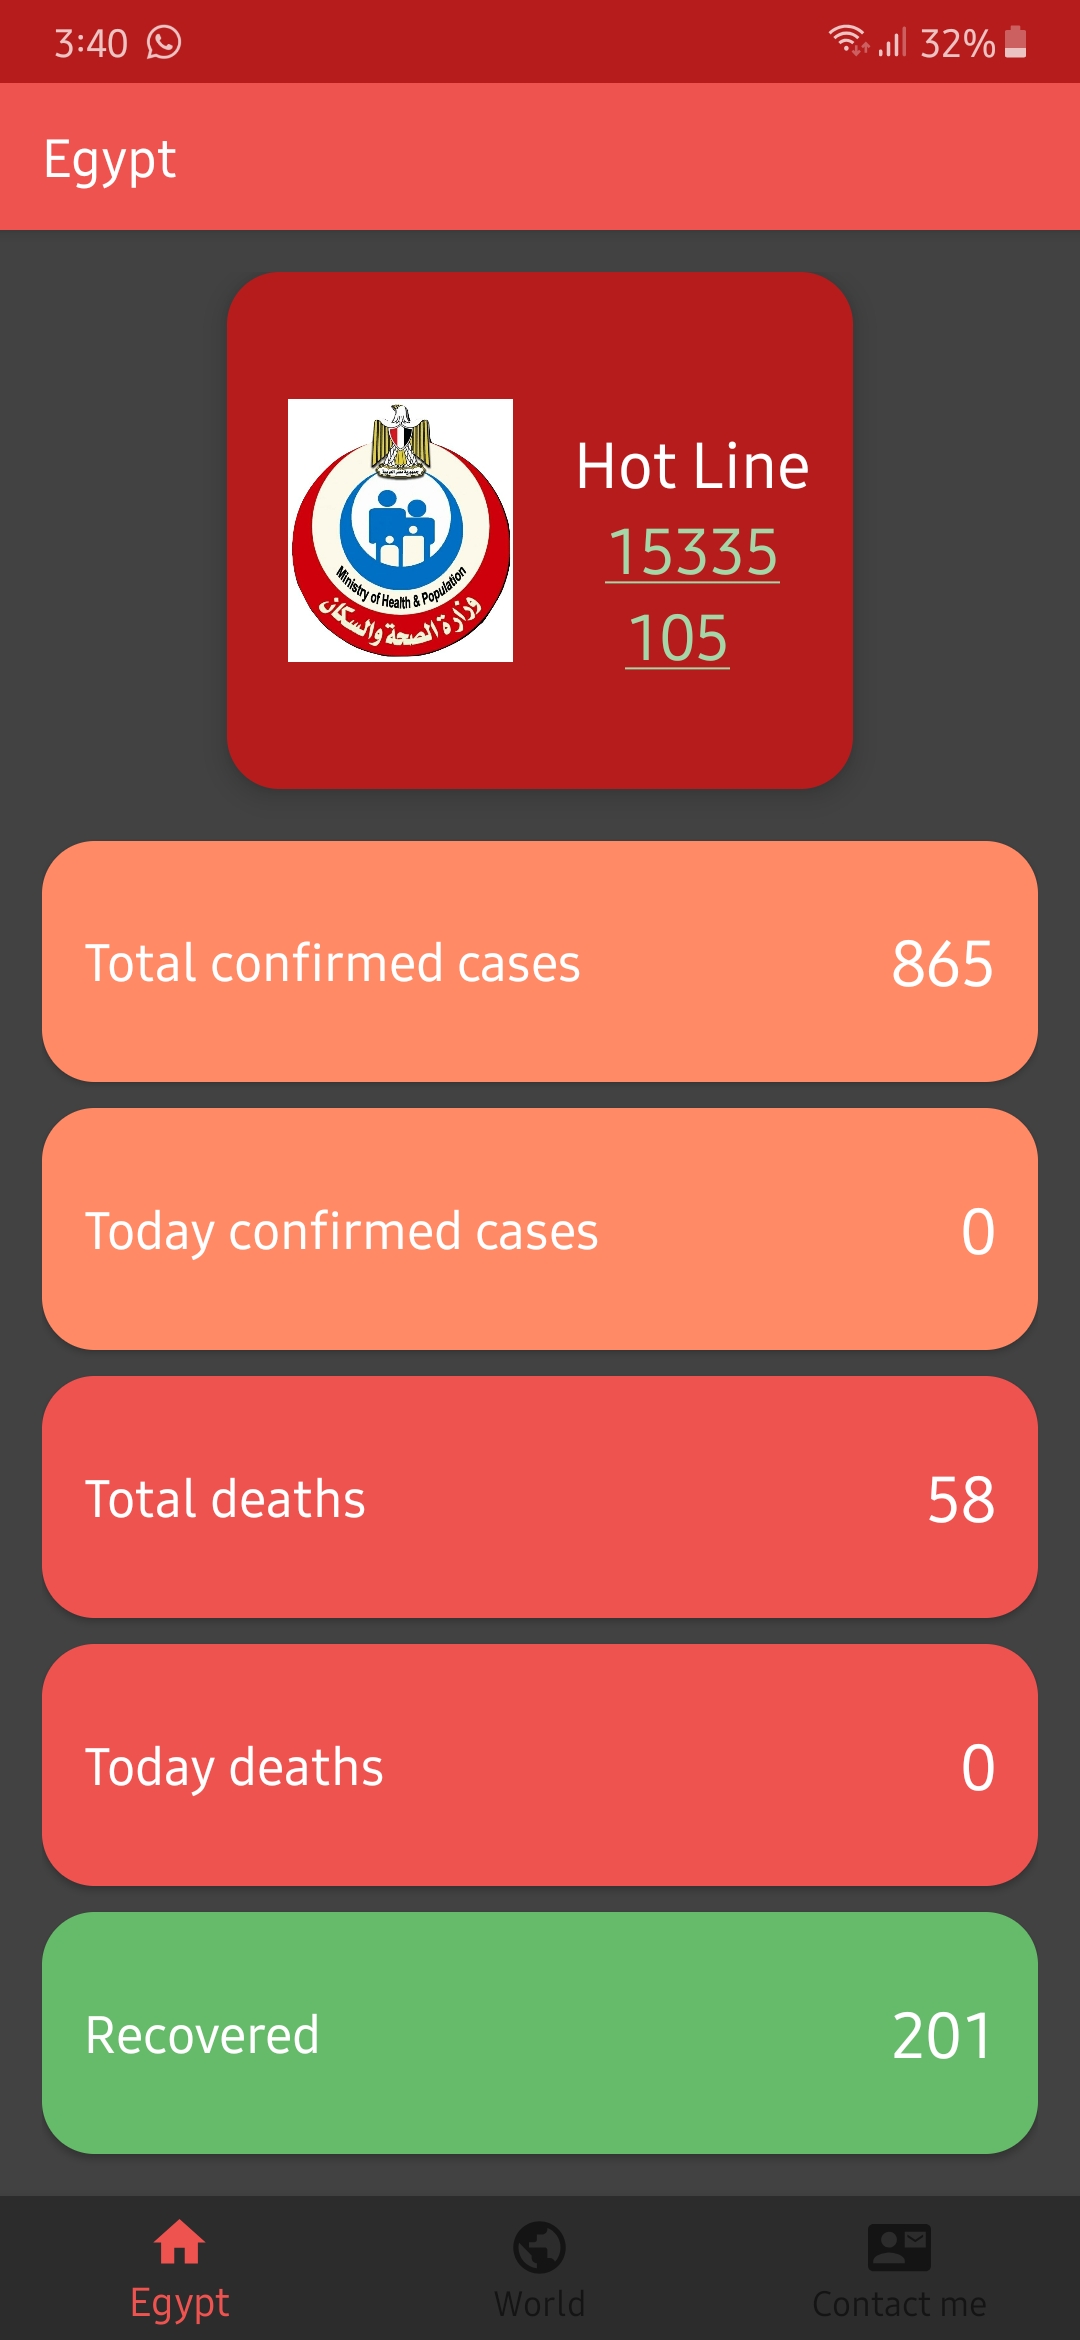 3:40 32%
Egypt
Hot Line
15335
105
Ministry of Health & Population
وزارة الصحة والسكان
Total confirmed cases 865
Today confirmed cases 0
Total deaths 58
Today deaths 0
Recovered 201
Egypt World Contact me